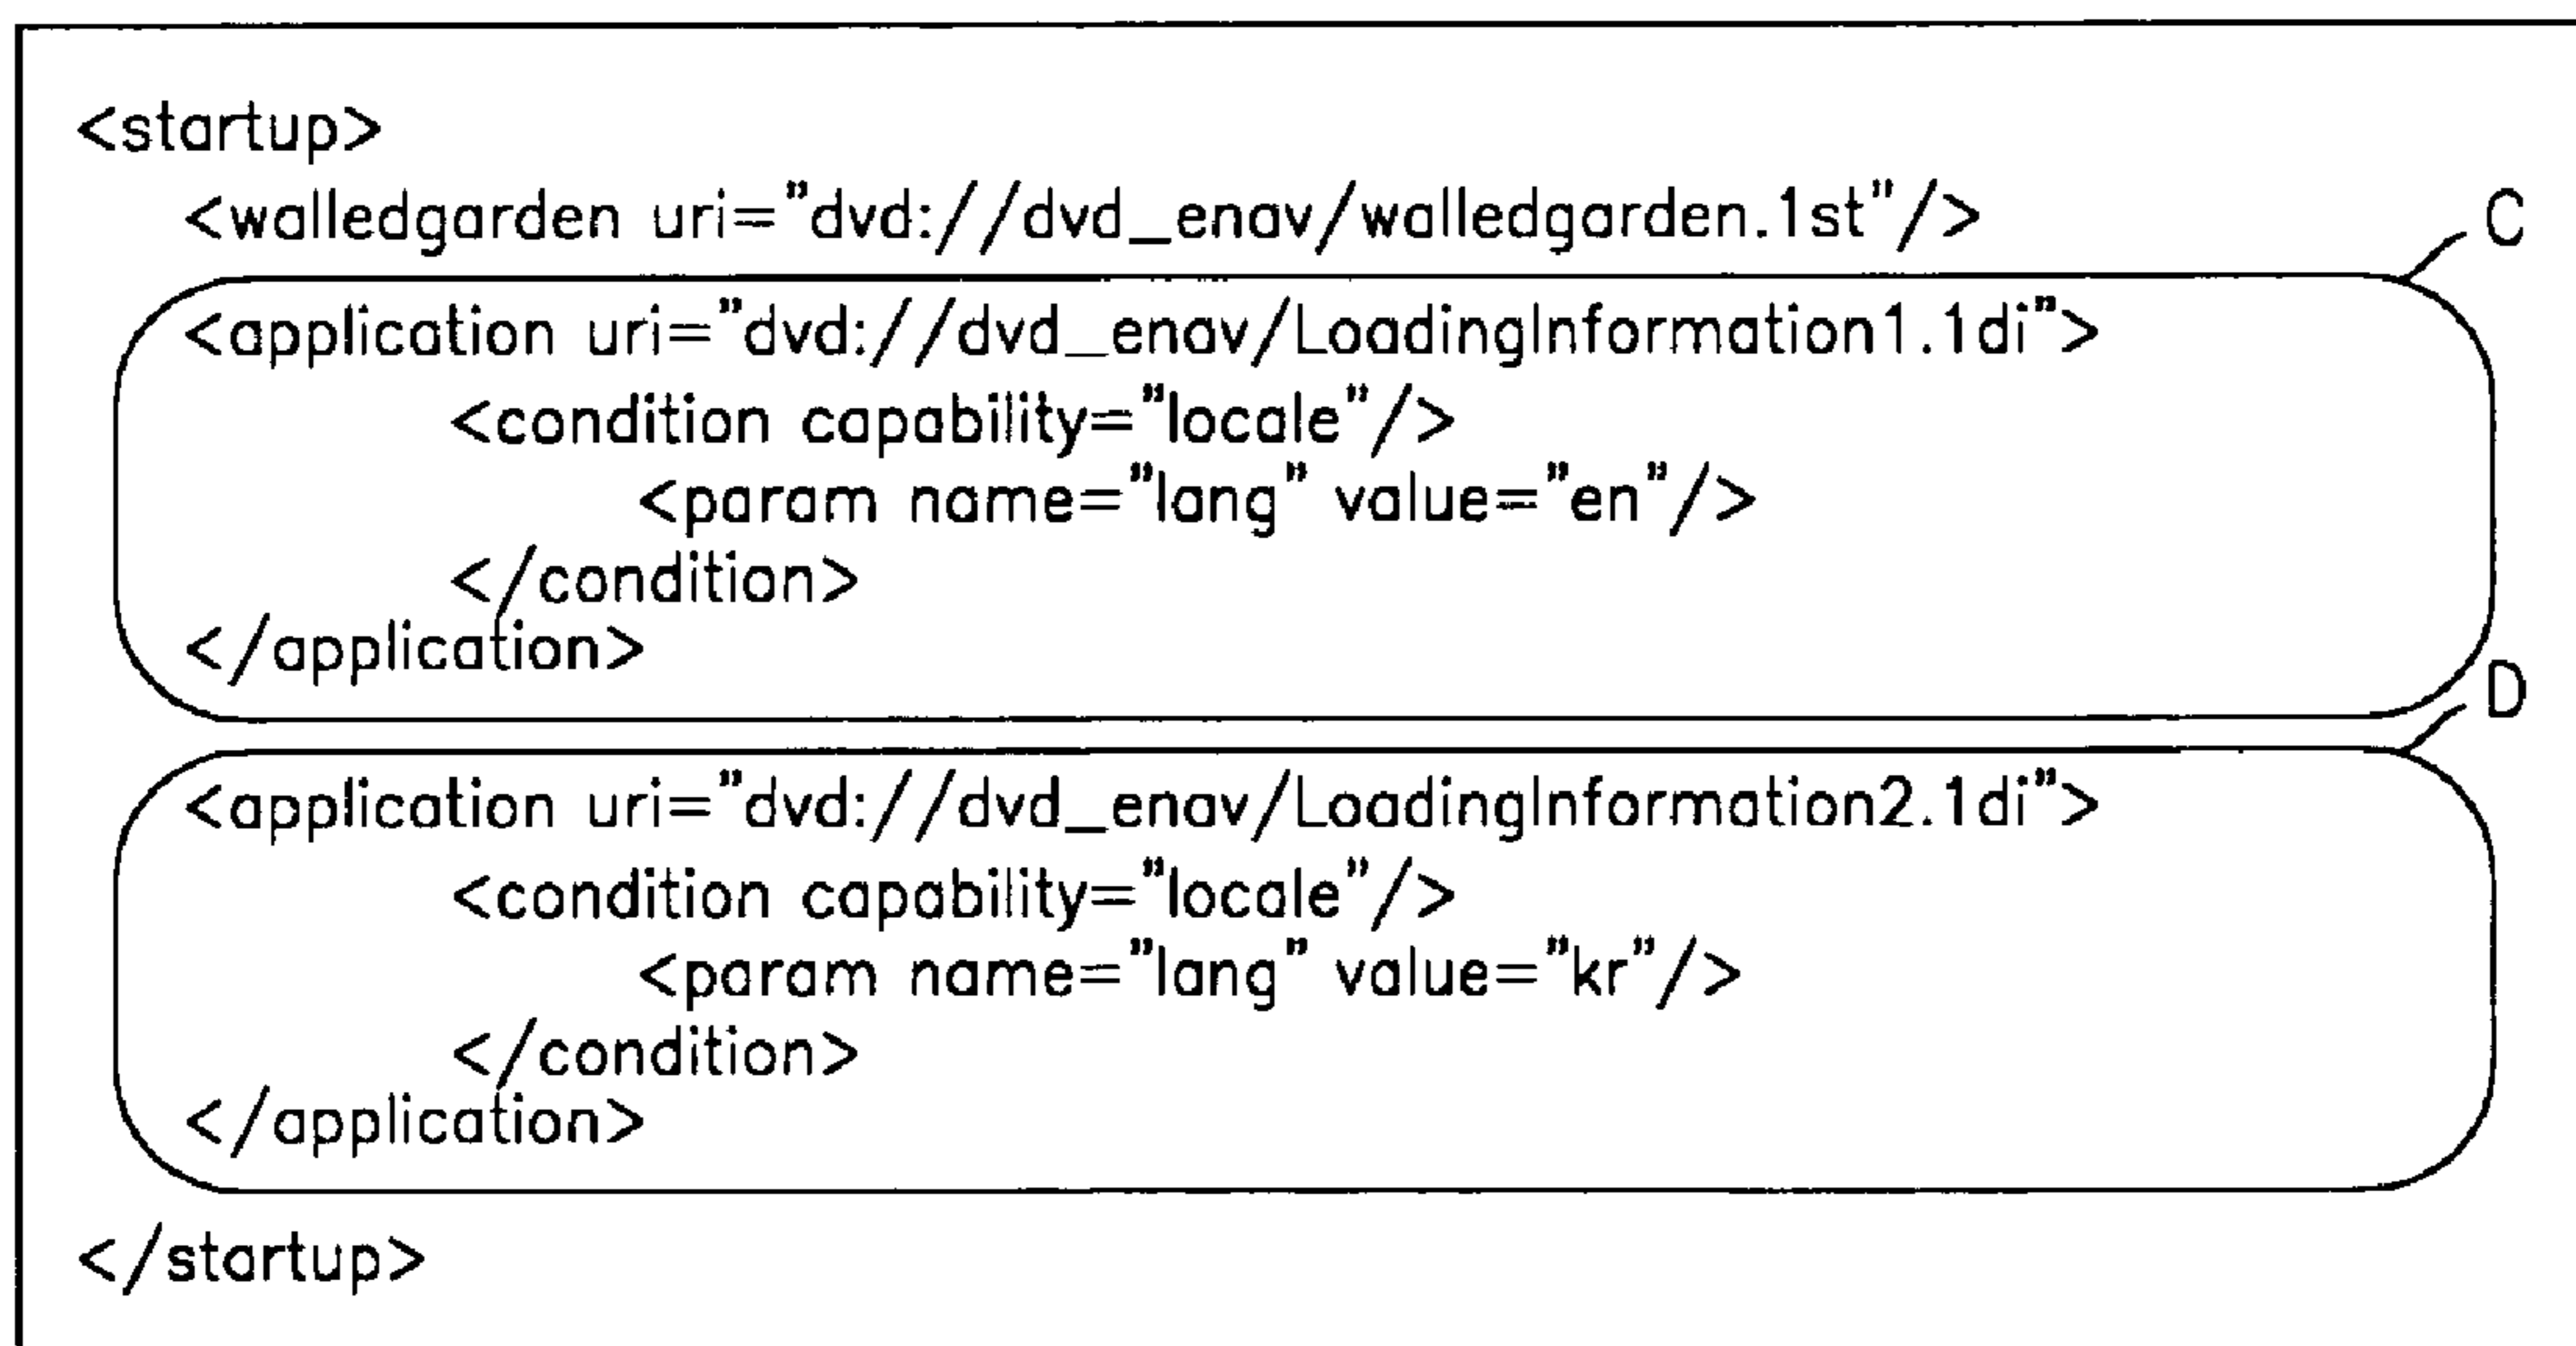 <startup>
<walledgarden uri="dvd://dvd_enav/walledgarden.1st"/>
C
<application uri="dvd://dvd_enav/LoadingInformation1.1di">
<condition capability="locale"/>
<param name="lang" value="en"/>
</condition>
</application>
D
<application uri="dvd://dvd_enav/LoadingInformation2.1di">
<condition capability="locale"/>
<param name="lang" value="kr"/>
</condition>
</application>
</startup>